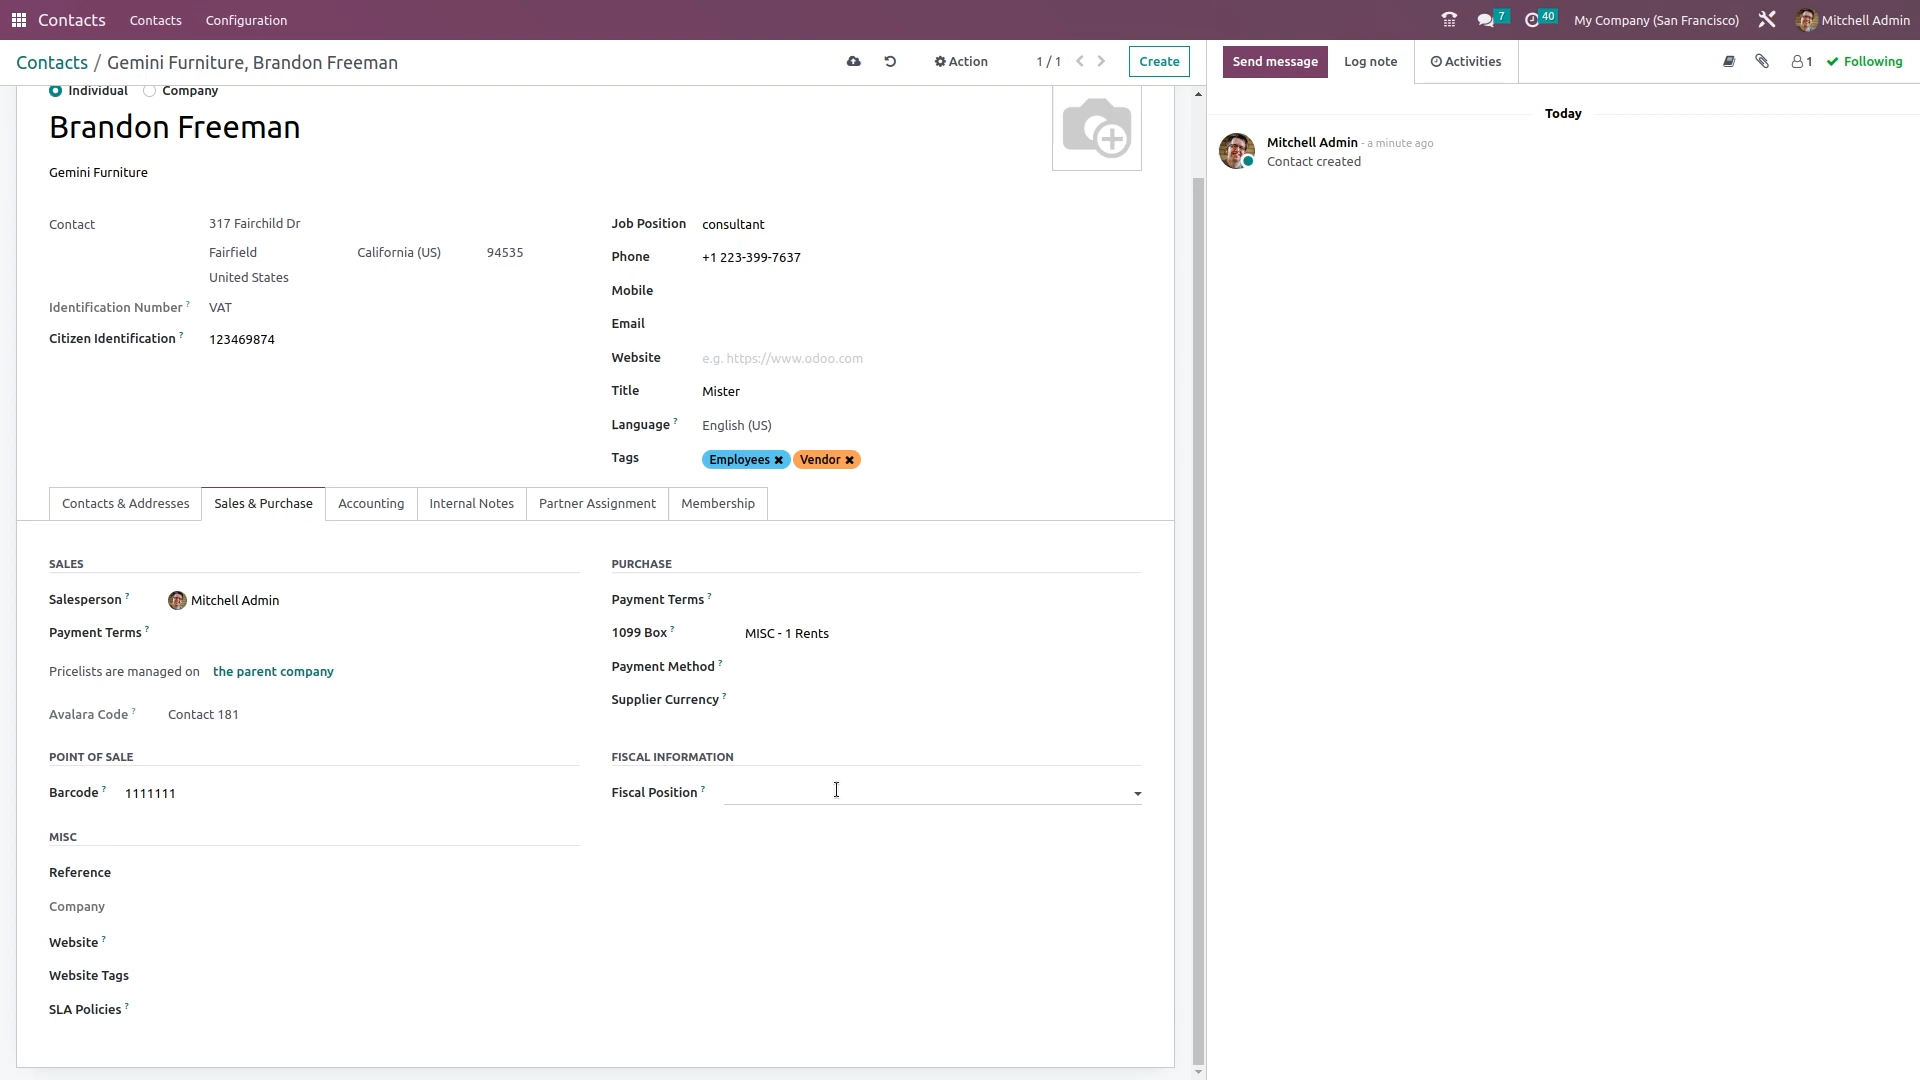 Contacts Contacts Configuration 7 40 My Company (San Francisco) Mitchell Admin
Contacts / Gemini Furniture, Brandon Freeman Action 1 / 1 Create
Send message Log note Activities 1 Following
Individual Company
Brandon Freeman
Gemini Furniture
Contact 317 Fairchild Dr
Fairfield California (US) 94535
United States
Identification Number ? VAT
Citizen Identification ? 123469874
Job Position consultant
Phone +1 223-399-7637
Mobile
Email
Website e.g. https://www.odoo.com
Title Mister
Language ? English (US)
Tags Employees Vendor
Contacts & Addresses Sales & Purchase Accounting Internal Notes Partner Assignment Membership
SALES
Salesperson ? Mitchell Admin
Payment Terms ?
Pricelists are managed on the parent company
Avalara Code ? Contact 181
PURCHASE
Payment Terms ?
1099 Box ? MISC - 1 Rents
Payment Method ?
Supplier Currency ?
POINT OF SALE
Barcode ? 1111111
FISCAL INFORMATION
Fiscal Position ?
MISC
Reference
Company
Website ?
Website Tags
SLA Policies ?
Today
Mitchell Admin - a minute ago
Contact created